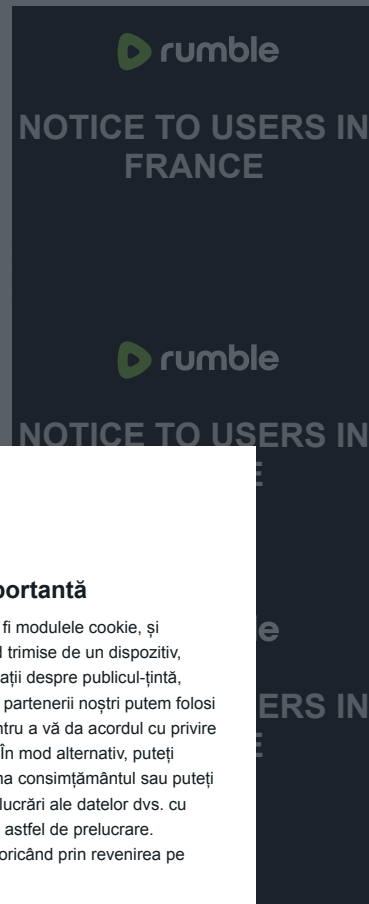 rumble
NOTICE TO USERS IN
FRANCE
rumble
NOTICE TO USERS IN
portantă
fi modulele cookie, și
trimise de un dispozitiv,
ații despre publicul-țintă,
partenerii noștri putem folosi
ntru a vă da acordul cu privire
În mod alternativ, puteți
na consimțământul sau puteți
lucrări ale datelor dvs. cu
astfel de prelucrare.
oricând prin revenirea pe
ERS IN